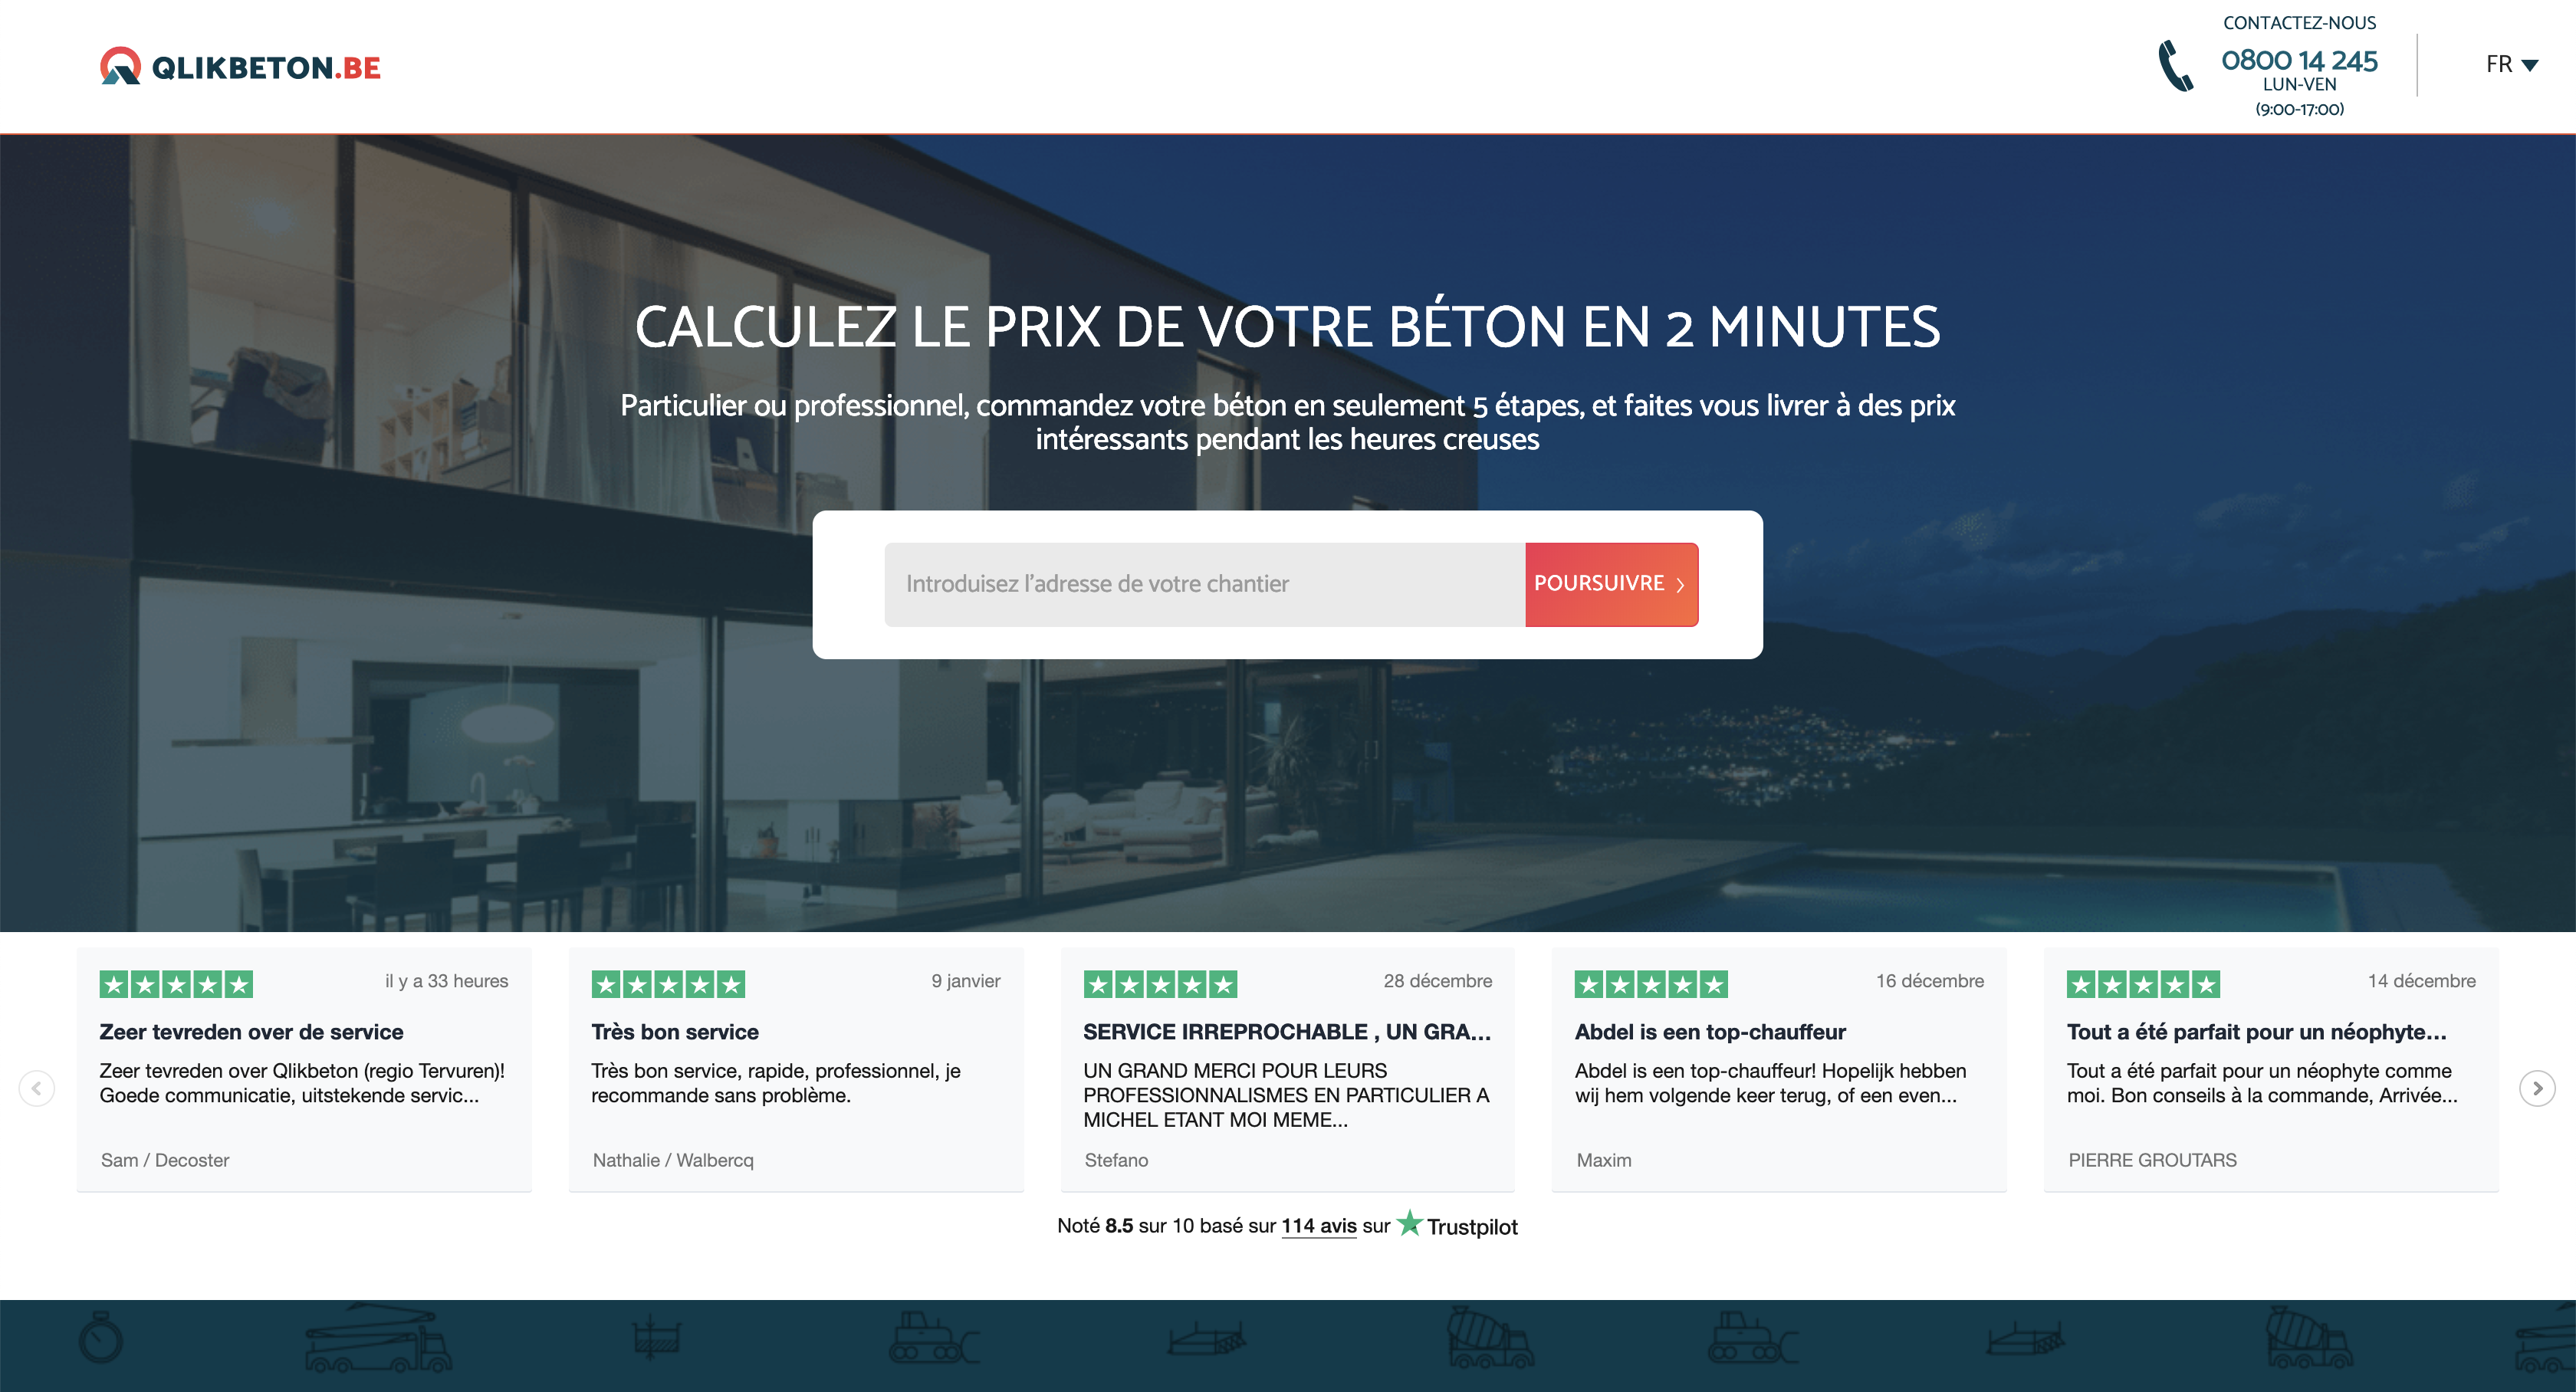 QLIKBETON.BE
CONTACTEZ-NOUS
0800 14 245
LUN-VEN
(9:00-17:00)
FR
CALCULEZ LE PRIX DE VOTRE BÉTON EN 2 MINUTES
Particulier ou professionnel, commandez votre béton en seulement 5 étapes, et faites vous livrer à des prix
intéressants pendant les heures creuses
Introduisez l'adresse de votre chantier
POURSUIVRE
il y a 33 heures
Zeer tevreden over de service
Zeer tevreden over Qlikbeton (regio Tervuren)!
Goede communicatie, uitstekende servic...
Sam / Decoster
9 janvier
Très bon service
Très bon service, rapide, professionnel, je
recommande sans problème.
Nathalie / Walbercq
28 décembre
SERVICE IRREPROCHABLE , UN GRA...
UN GRAND MERCI POUR LEURS
PROFESSIONNALISMES EN PARTICULIER A
MICHEL ETANT MOI MEME...
Stefano
16 décembre
Abdel is een top-chauffeur
Abdel is een top-chauffeur! Hopelijk hebben
wij hem volgende keer terug, of een even...
Maxim
14 décembre
Tout a été parfait pour un néophyte...
Tout a été parfait pour un néophyte comme
moi. Bon conseils à la commande, Arrivée...
PIERRE GROUTARS
Noté 8.5 sur 10 basé sur 114 avis sur Trustpilot